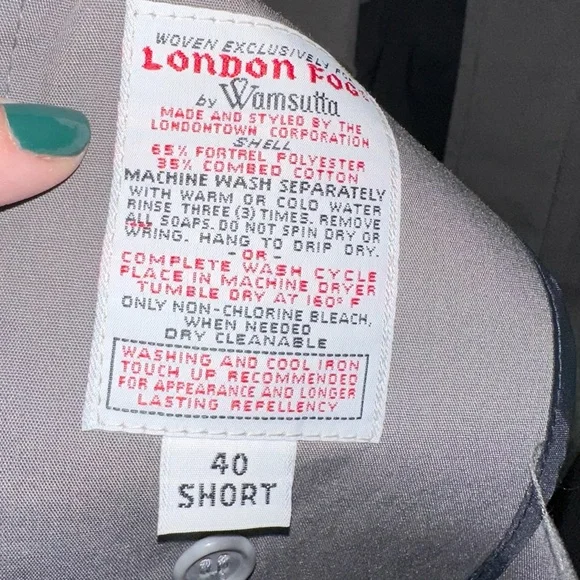 WOVEN EXCLUSIVELY
LONDON FOG
by Wamsutta
MADE AND STYLED BY THE
LONDONTOWN CORPORATION
SHELL
65% FORTREL POLYESTER
35% COMBED COTTON
MACHINE WASH SEPARATELY
WITH WARM OR COLD WATER
RINSE THREE (3) TIMES. REMOVE
ALL SOAPS. DO NOT SPIN DRY OR
WRING. HANG TO DRIP DRY.
-OR-
COMPLETE WASH CYCLE
PLACE IN MACHINE DRYER
TUMBLE DRY AT 160° F
ONLY NON-CHLORINE BLEACH,
WHEN NEEDED
DRY CLEANABLE
WASHING AND COOL IRON
TOUCH UP RECOMMENDED
FOR APPEARANCE AND LONGER
LASTING REPELLENCY
40
SHORT